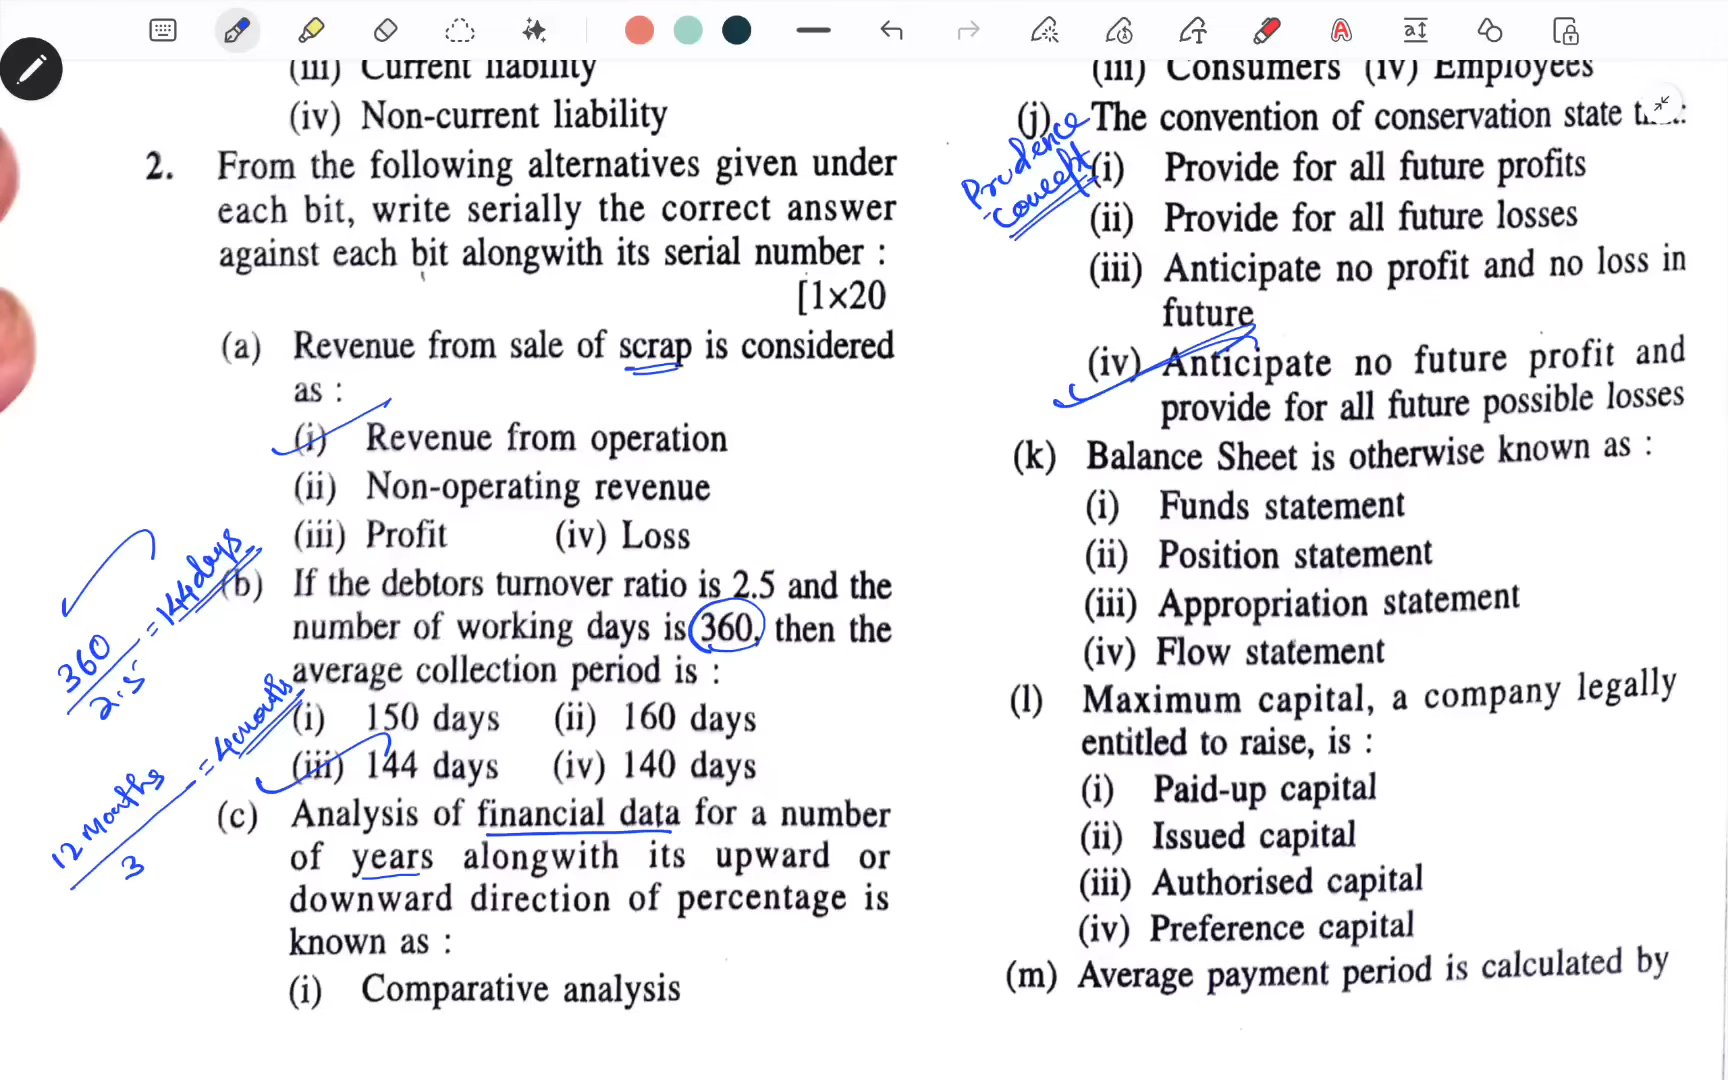 (iii) Current liability
(iv) Non-current liability
2. From the following alternatives given under
each bit, write serially the correct answer
against each bit alongwith its serial number :
[1×20
(a) Revenue from sale of scrap is considered
as :
(i) Revenue from operation
(ii) Non-operating revenue
(iii) Profit (iv) Loss
(b) If the debtors turnover ratio is 2.5 and the
number of working days is 360, then the
average collection period is :
(i) 150 days (ii) 160 days
(iii) 144 days (iv) 140 days
(c) Analysis of financial data for a number
of years alongwith its upward or
downward direction of percentage is
known as :
(i) Comparative analysis
360
2.5
= 144 days
12 months
3
= 4 months
(iii) Consumers (iv) Employees
(j) The convention of conservation state
Prudence
Concept
(i) Provide for all future profits
(ii) Provide for all future losses
(iii) Anticipate no profit and no loss in
future
(iv) Anticipate no future profit and
provide for all future possible losses
(k) Balance Sheet is otherwise known as :
(i) Funds statement
(ii) Position statement
(iii) Appropriation statement
(iv) Flow statement
(l) Maximum capital, a company legally
entitled to raise, is :
(i) Paid-up capital
(ii) Issued capital
(iii) Authorised capital
(iv) Preference capital
(m) Average payment period is calculated by